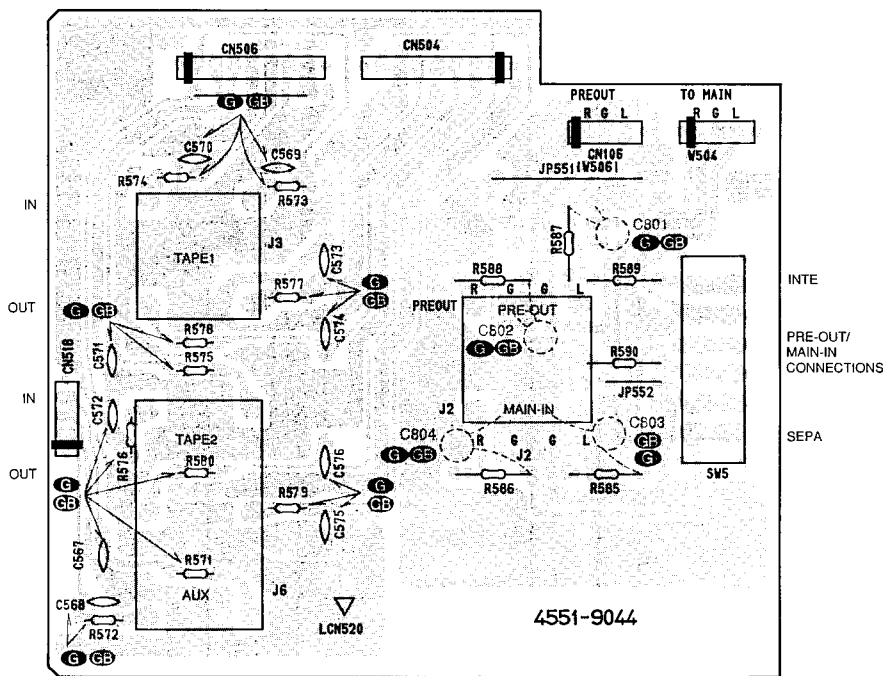 CN506
CN504
G GB
PREOUT
R G L
TO MAIN
R G L
CN106
(W506)
W504
JP551
C570
C569
R574
R573
IN
TAPE1
J3
C573
R577
G
GB
C574
OUT
G GB
R578
R575
C571
CN518
R587
C801
G GB
R588
R589
R G G L
PREOUT
PRE-OUT
C802
G GB
R590
JP552
INTE
PRE-OUT/
MAIN-IN
CONNECTIONS
IN
C572
R576
TAPE2
R580
C576
R579
G
GB
C575
J2
MAIN-IN
C804
G GB
R G G L
J2
C803
GB
G
R586
R585
SEPA
SW5
OUT
G
GB
C567
R571
AUX
J6
C568
R572
G GB
LCN520
4551-9044